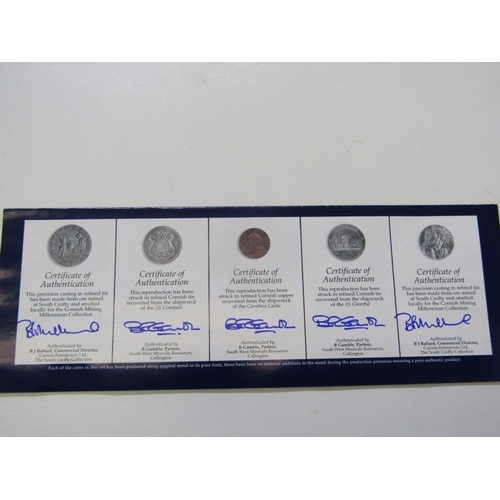 Certificate of
Authentication
This precision casting in refined tin
has been made from ore mined
at South Crofty and smelted
locally for the Cornish Mining
Millennium Collection
Authenticated by
B J Ballard, Commercial Director,
Carnon Enterprises Ltd.,
The South Crofty Collection
Certificate of
Authentication
This reproduction has been
struck in refined Cornish tin
recovered from the shipwreck of
the SS Liverpool
Authenticated by
B Gamble, Partner,
South West Minerals Resources,
Callington
Certificate of
Authentication
This reproduction has been
struck in refined Cornish copper
recovered from the shipwreck
of the Carnbrea Castle
Authenticated by
B Gamble, Partner,
South West Minerals Resources,
Callington
Certificate of
Authentication
This reproduction has been
struck in refined Cornish tin
recovered from the shipwreck
of the SS Cheerful
Authenticated by
B Gamble, Partner,
South West Minerals Resources,
Callington
Certificate of
Authentication
This precision casting in refined tin
has been made from ore mined
at South Crofty and smelted
locally for the Cornish Mining
Millennium Collection
Authenticated by
B J Ballard, Commercial Director,
Carnon Enterprises Ltd.,
The South Crofty Collection
Each of the coins in this set has been produced using original metal in its pure form, there have been no material additions to the metal during the production processes ensuring a pure authentic product.